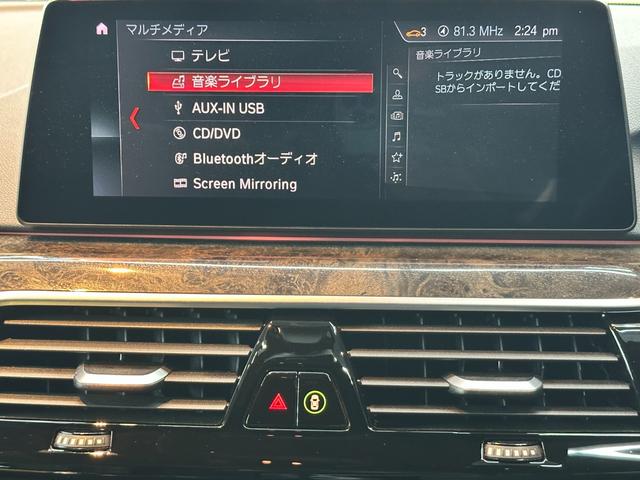 マルチメディア
3 81.3 MHz 2:24 pm
テレビ
音楽ライブラリ
AUX-IN USB
CD/DVD
Bluetoothオーディオ
Screen Mirroring
音楽ライブラリ
トラックがありません。CD
SBからインポートしてくだ